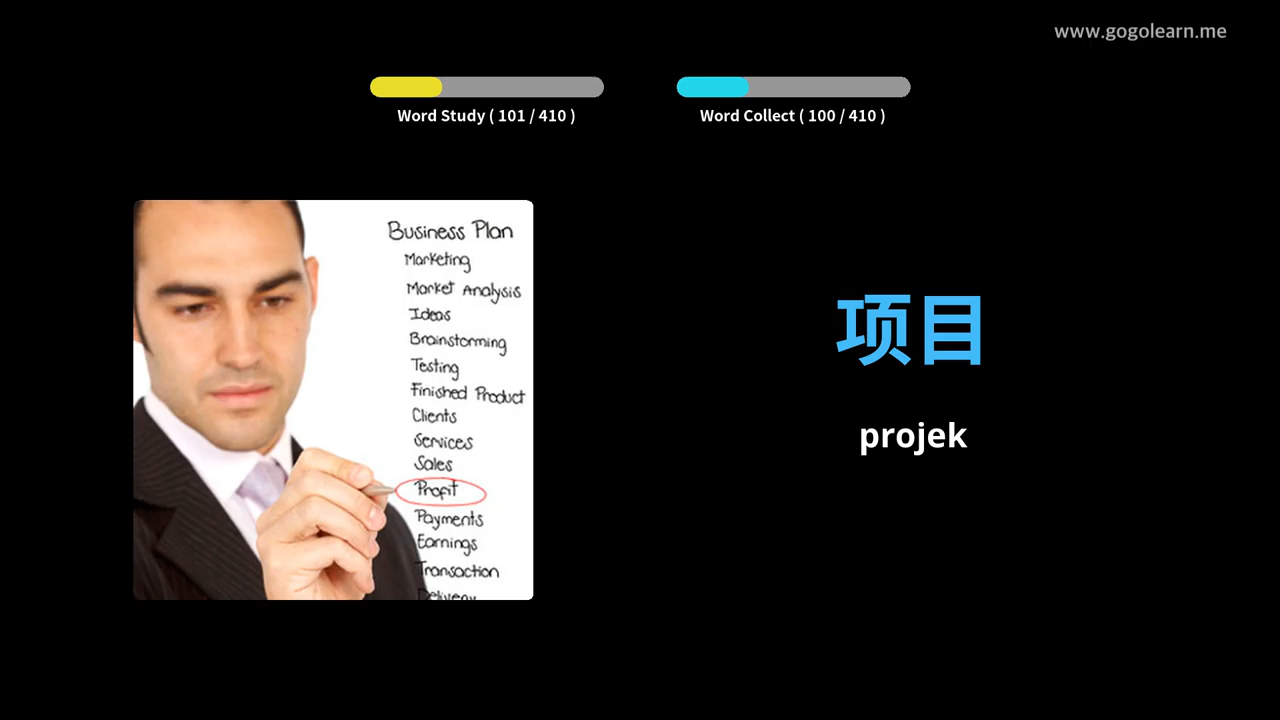 www.gogolearn.me
Word Study ( 101 / 410 )
Word Collect ( 100 / 410 )
Business Plan
Marketing
Market Analysis
Ideas
Brainstorming
Testing
Finished Product
Clients
Services
Sales
Profit
Payments
Earnings
Transaction
Delivery
项目
projek